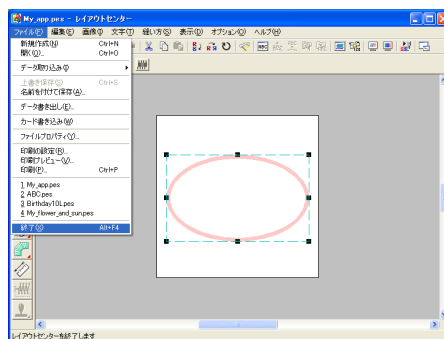 My_app.pes - レイアウトセンター
ファイル(F) 編集(E) 画像(I) 文字(T) 縫い方(S) 表示(D) オプション(O) ヘルプ(H)
新規作成(N) Ctrl+N
開く(O)... Ctrl+O
データ取り込み(I)
上書き保存(S) Ctrl+S
名前を付けて保存(A)...
データ書き出し(E)...
カード書き込み(W)
ファイルプロパティ(Y)...
印刷の設定(R)...
印刷プレビュー(V)...
印刷(P)... Ctrl+P
1 My_app.pes
2 ABC.pes
3 Birthday10L.pes
4 My_flower_and_sun.pes
終了(X) Alt+F4
レイアウトセンターを終了します